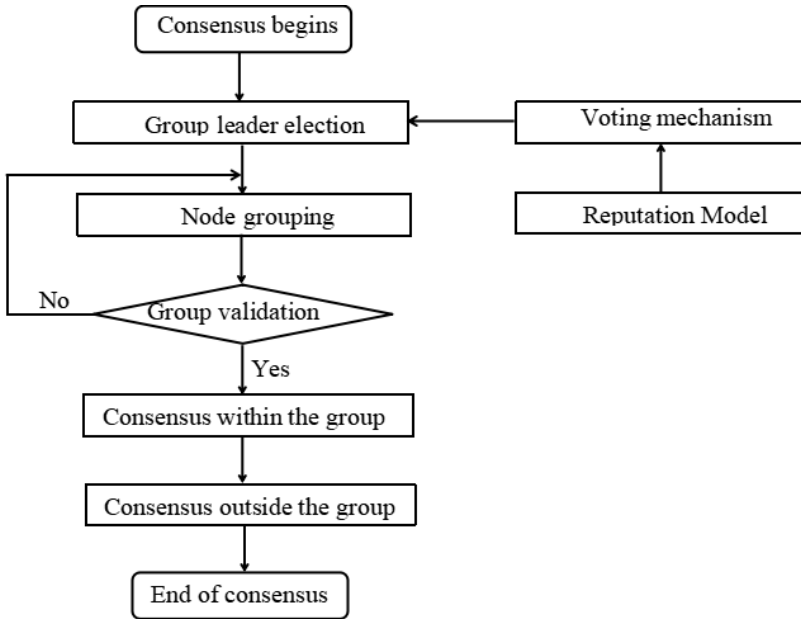 Consensus begins
Group leader election
Voting mechanism
Node grouping
Reputation Model
No
Group validation
Yes
Consensus within the group
Consensus outside the group
End of consensus